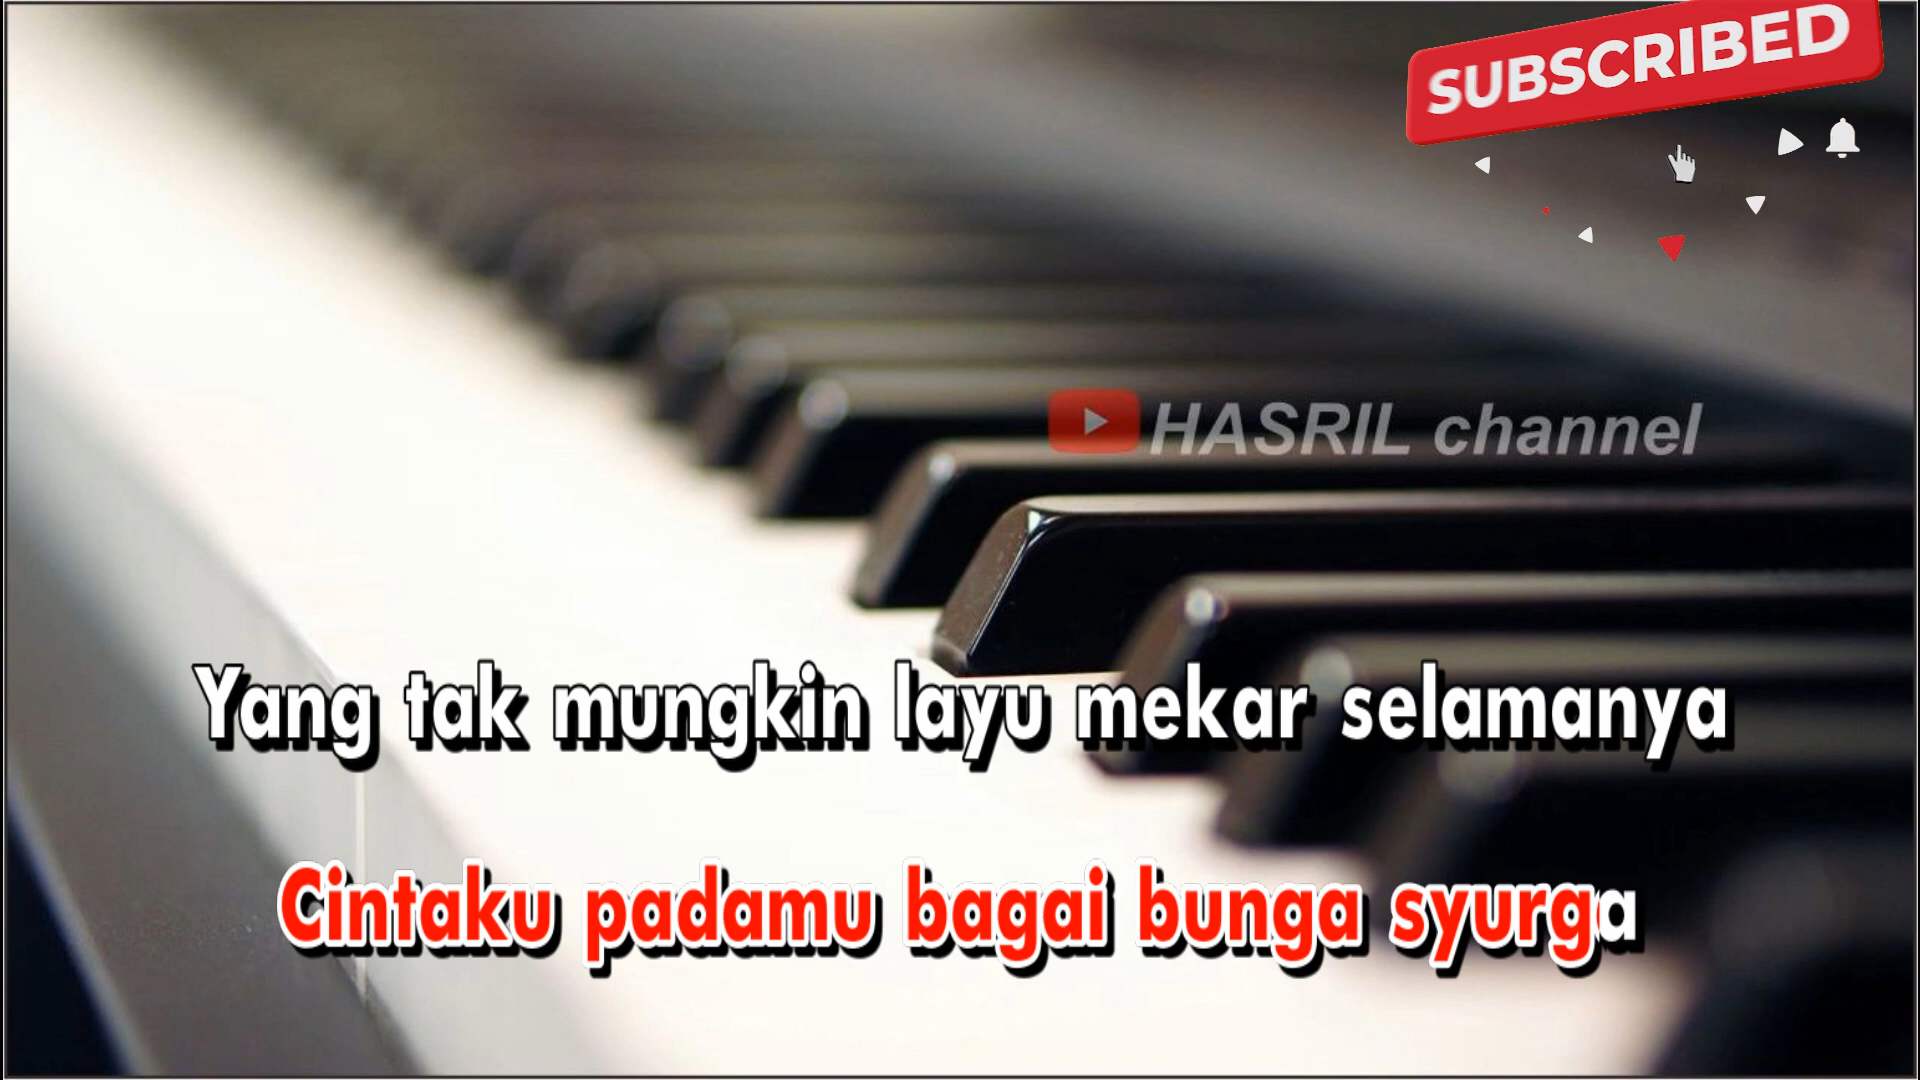 SUBSCRIBED
HASRIL channel
Yang tak mungkin layu mekar selamanya
Cintaku padamu bagai bunga syurga